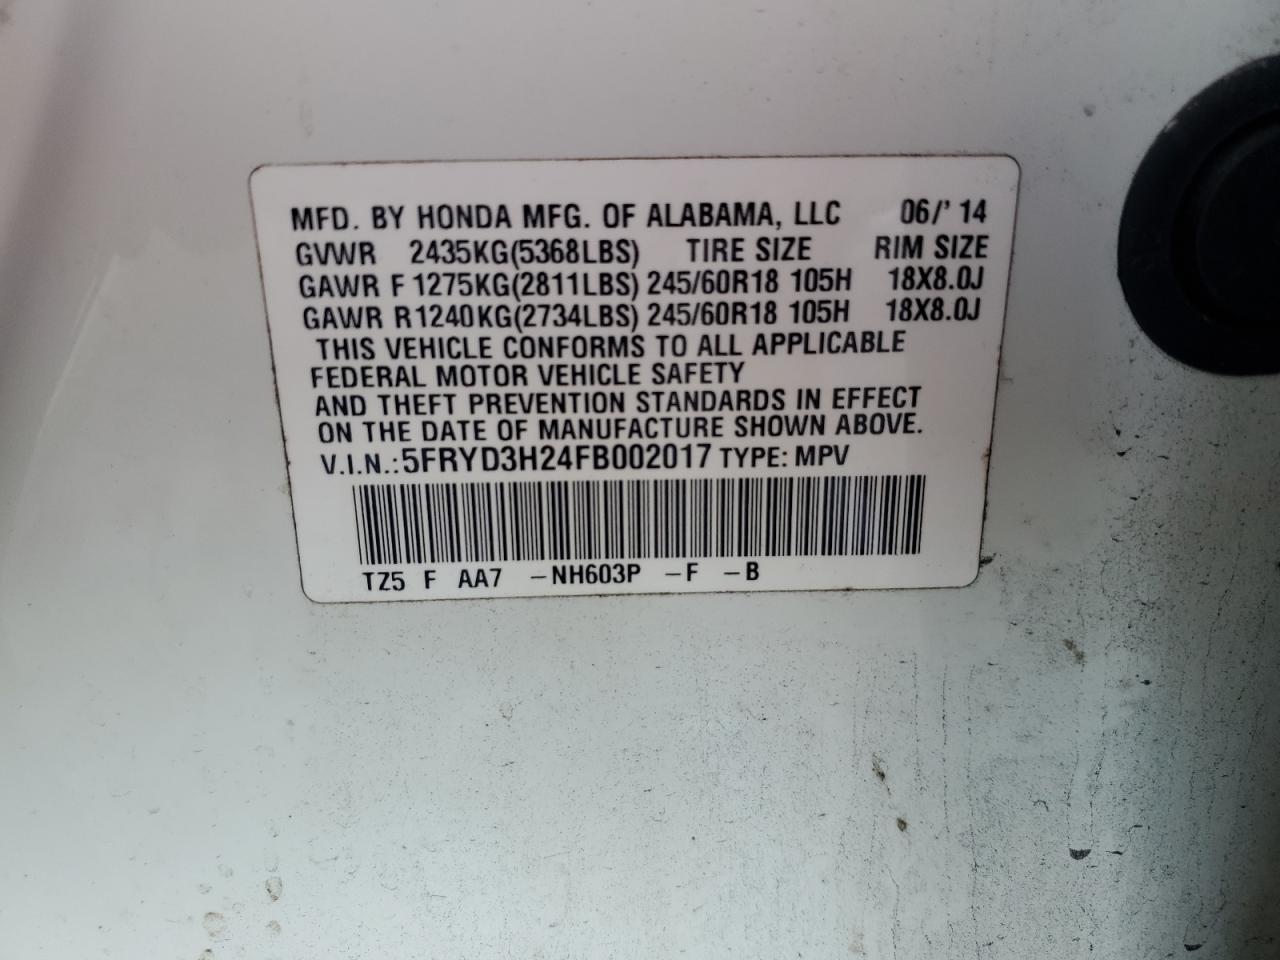 MFD. BY HONDA MFG. OF ALABAMA, LLC 06/' 14
GVWR 2435KG(5368LBS) TIRE SIZE RIM SIZE
GAWR F 1275KG(2811LBS) 245/60R18 105H 18X8.0J
GAWR R1240KG(2734LBS) 245/60R18 105H 18X8.0J
THIS VEHICLE CONFORMS TO ALL APPLICABLE
FEDERAL MOTOR VEHICLE SAFETY
AND THEFT PREVENTION STANDARDS IN EFFECT
ON THE DATE OF MANUFACTURE SHOWN ABOVE.
V.I.N.:5FRYD3H24FB002017 TYPE: MPV
TZ5 F AA7 –NH603P –F –B